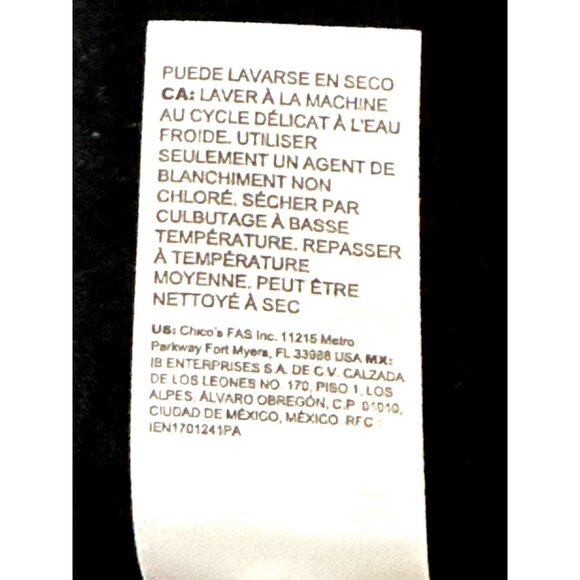 PUEDE LAVARSE EN SECO
CA: LAVER À LA MACHINE
AU CYCLE DÉLICAT À L'EAU
FROIDE. UTILISER
SEULEMENT UN AGENT DE
BLANCHIMENT NON
CHLORÉ. SÉCHER PAR
CULBUTAGE À BASSE
TEMPÉRATURE. REPASSER
À TEMPÉRATURE
MOYENNE. PEUT ÊTRE
NETTOYÉ À SEC
US: Chico's FAS Inc. 11215 Metro
Parkway Fort Myers, FL 33966 USA MX:
IB ENTERPRISES S.A. DE C.V. CALZADA
DE LOS LEONES NO. 170, PISO 1, LOS
ALPES. ÁLVARO OBREGÓN, C.P. 01010,
CIUDAD DE MÉXICO, MÉXICO. RFC :
IEN1701241PA